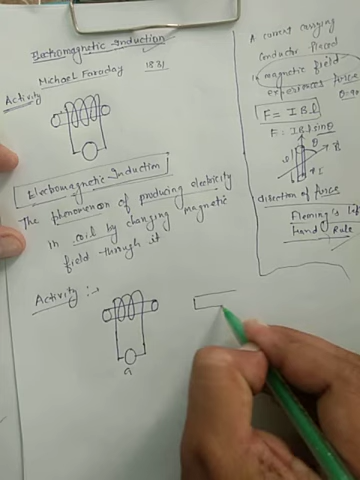 Electromagnetic Induction
Michael Faraday 1831
Activity
Electromagnetic Induction
The phenomenon of producing electricity
in coil by changing magnetic
field through it
Activity :→
G
A current carrying
conductor placed
in magnetic field
experiences force
F = I B l
F = I B l sinθ
θ
B
l
I
direction of force
Fleming's left
Hand Rule